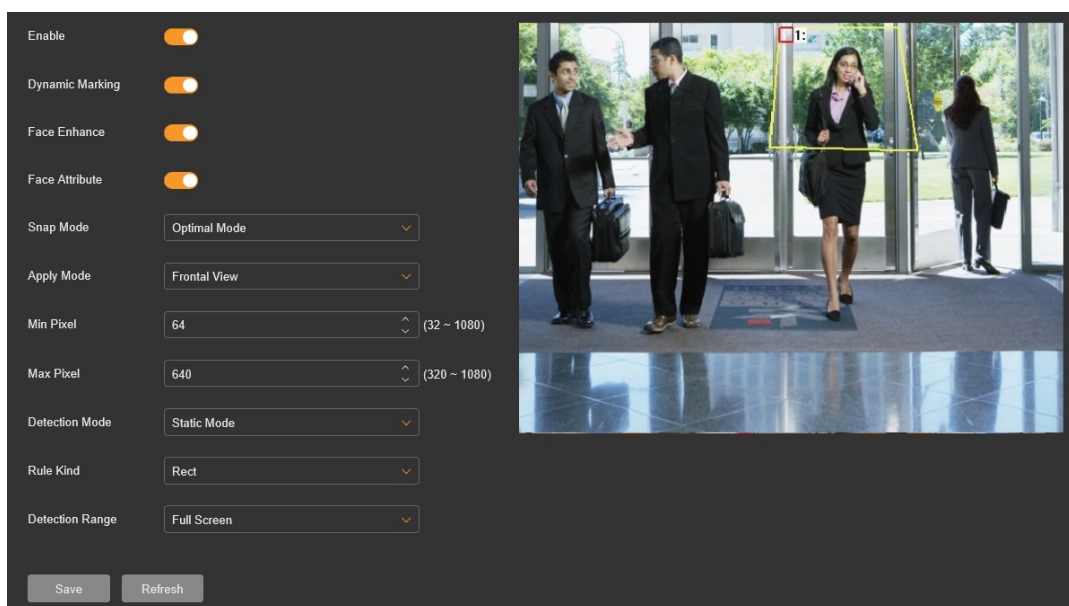 Enable
1:
Dynamic Marking
Face Enhance
Face Attribute
Snap Mode Optimal Mode
Apply Mode Frontal View
Min Pixel 64 (32 ~ 1080)
Max Pixel 640 (320 ~ 1080)
Detection Mode Static Mode
Rule Kind Rect
Detection Range Full Screen
Save Refresh